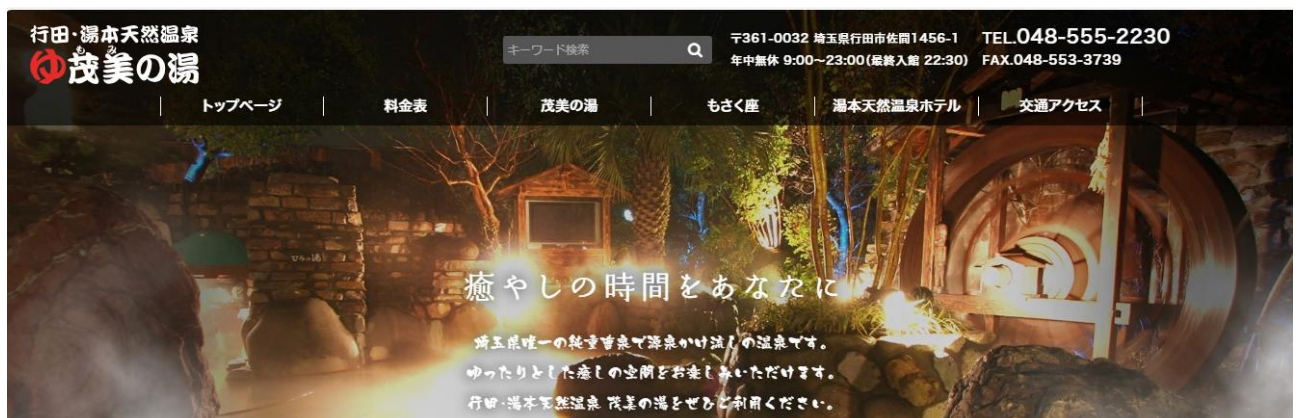 行田・湯本天然温泉
ゆ茂美の湯
もみ
キーワード検索
〒361-0032 埼玉県行田市佐間1456-1
年中無休 9:00～23:00(最終入館 22:30)
TEL.048-555-2230
FAX.048-553-3739
トップページ
料金表
茂美の湯
もさく座
湯本天然温泉ホテル
交通アクセス
癒やしの時間をあなたに
埼玉県唯一の純重曹泉で源泉かけ流しの温泉です。
ゆったりとした癒しの空間をお楽しみいただけます。
行田・湯本天然温泉 茂美の湯をぜひご利用ください。